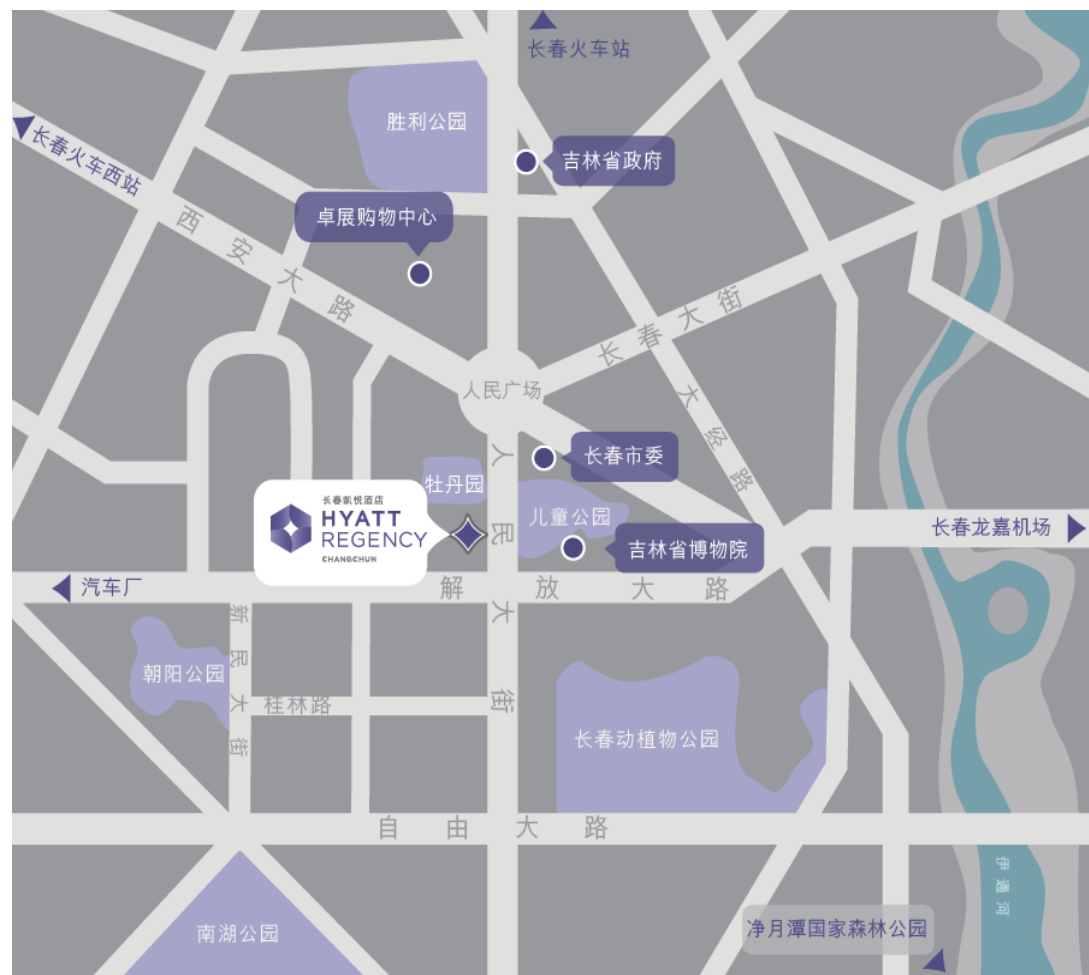 长春火车站
胜利公园
吉林省政府
长春火车西站
卓展购物中心
西安大路
长春大街
人民广场
大经路
人民大街
长春市委
牡丹园
儿童公园
长春凯悦酒店
HYATT
REGENCY
CHANGCHUN
吉林省博物院
长春龙嘉机场
汽车厂
解放大路
新民大街
朝阳公园
桂林路
长春动植物公园
自由大路
伊通河
南湖公园
净月潭国家森林公园